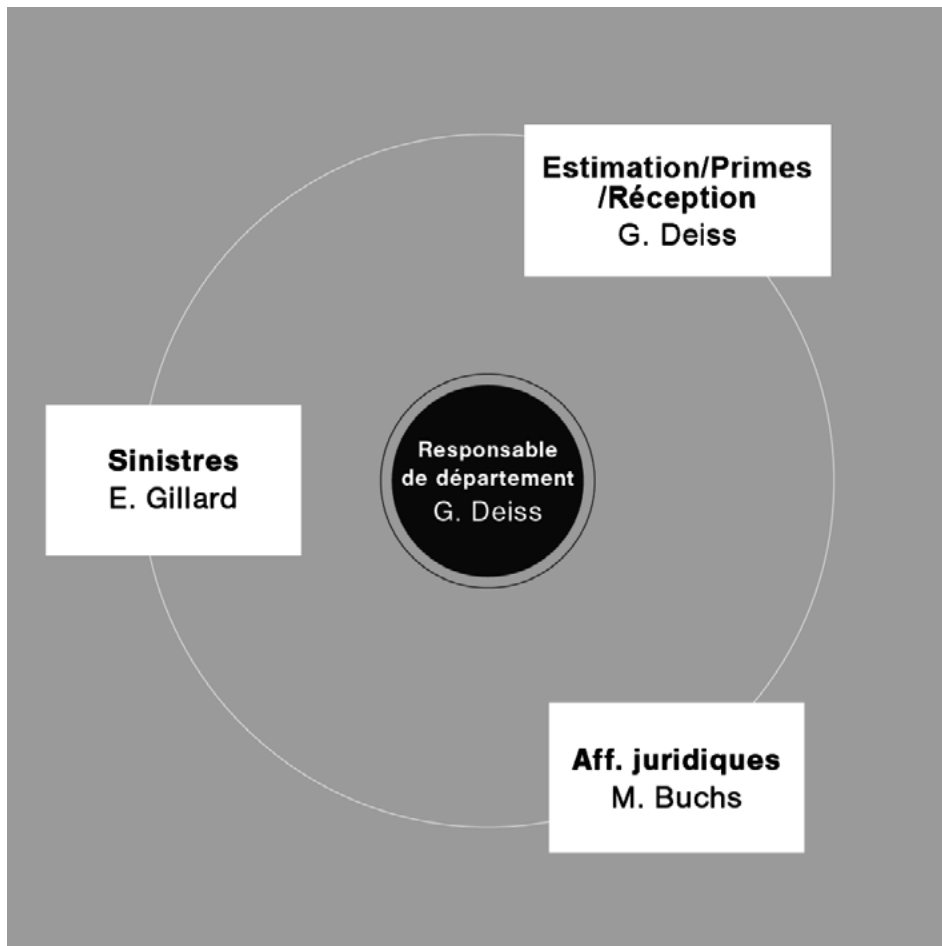 Estimation/Primes
/Réception
G. Deiss
Sinistres
E. Gillard
Responsable
de département
G. Deiss
Aff. juridiques
M. Buchs